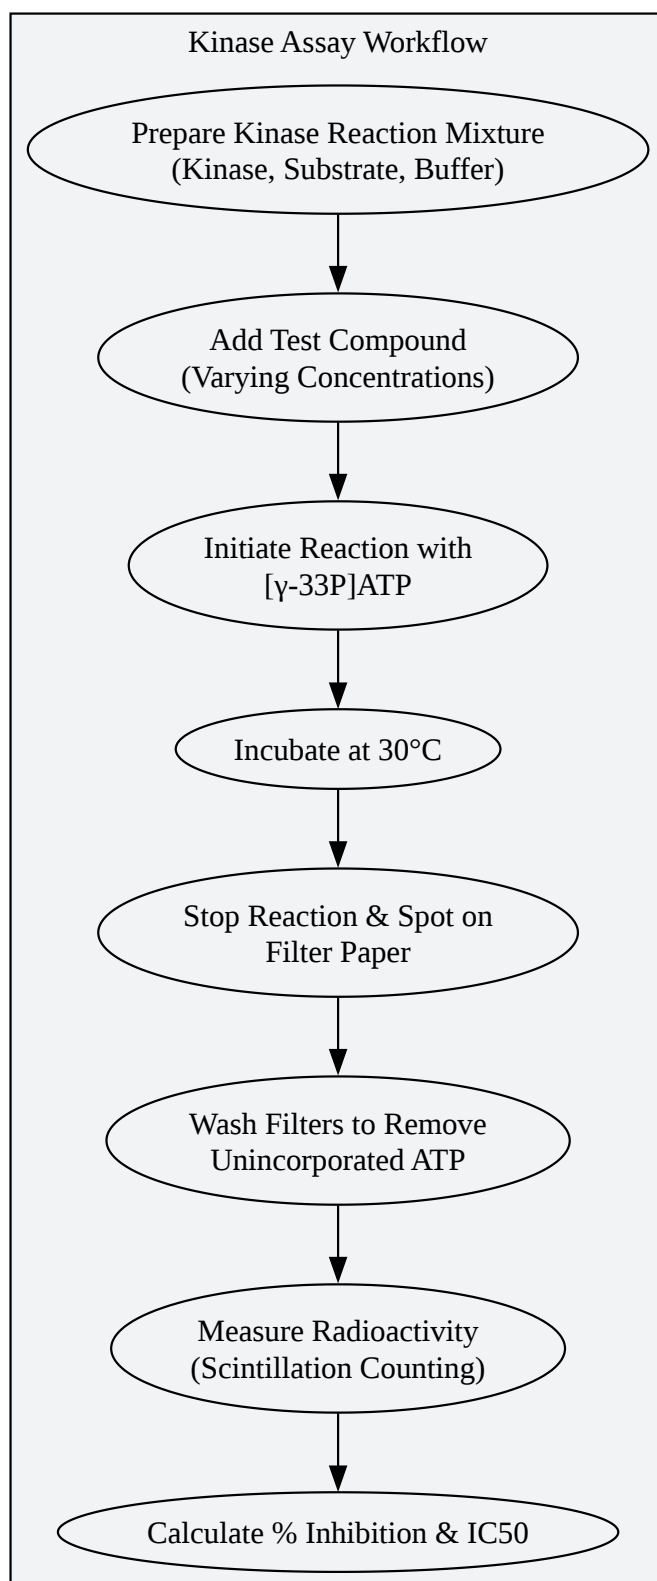 Kinase Assay Workflow
Prepare Kinase Reaction Mixture
(Kinase, Substrate, Buffer)
Add Test Compound
(Varying Concentrations)
Initiate Reaction with
[γ-33P]ATP
Incubate at 30°C
Stop Reaction & Spot on
Filter Paper
Wash Filters to Remove
Unincorporated ATP
Measure Radioactivity
(Scintillation Counting)
Calculate % Inhibition & IC50